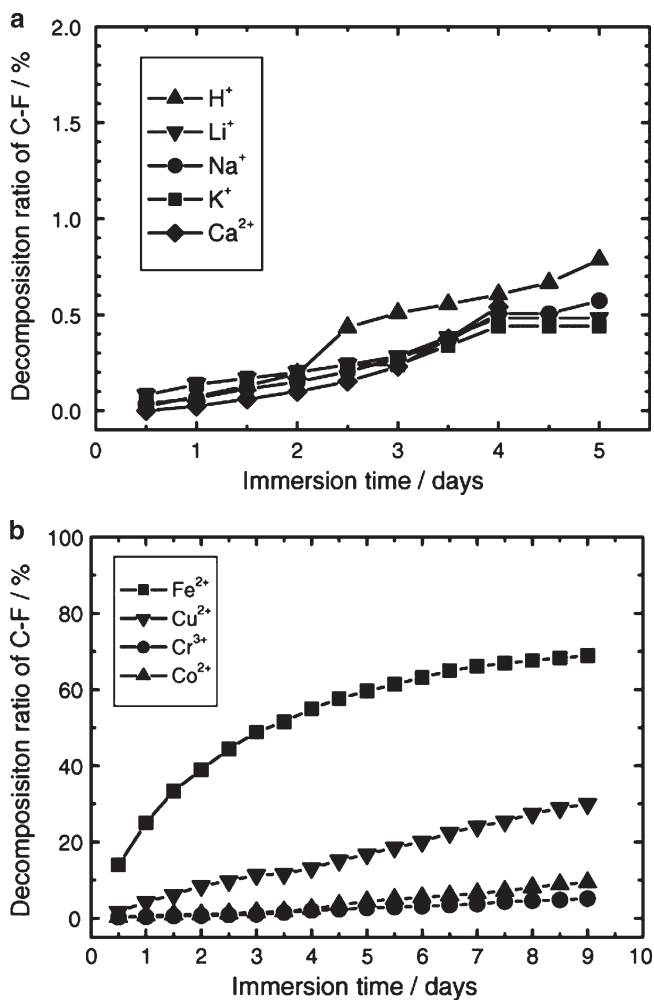 a
Decomposisiton ratio of C-F / %
2.0
1.5
1.0
0.5
0.0
H⁺
Li⁺
Na⁺
K⁺
Ca²⁺
0 1 2 3 4 5
Immersion time / days
b
Decomposisiton ratio of C-F / %
100
80
60
40
20
0
Fe²⁺
Cu²⁺
Cr³⁺
Co²⁺
0 1 2 3 4 5 6 7 8 9 10
Immersion time / days